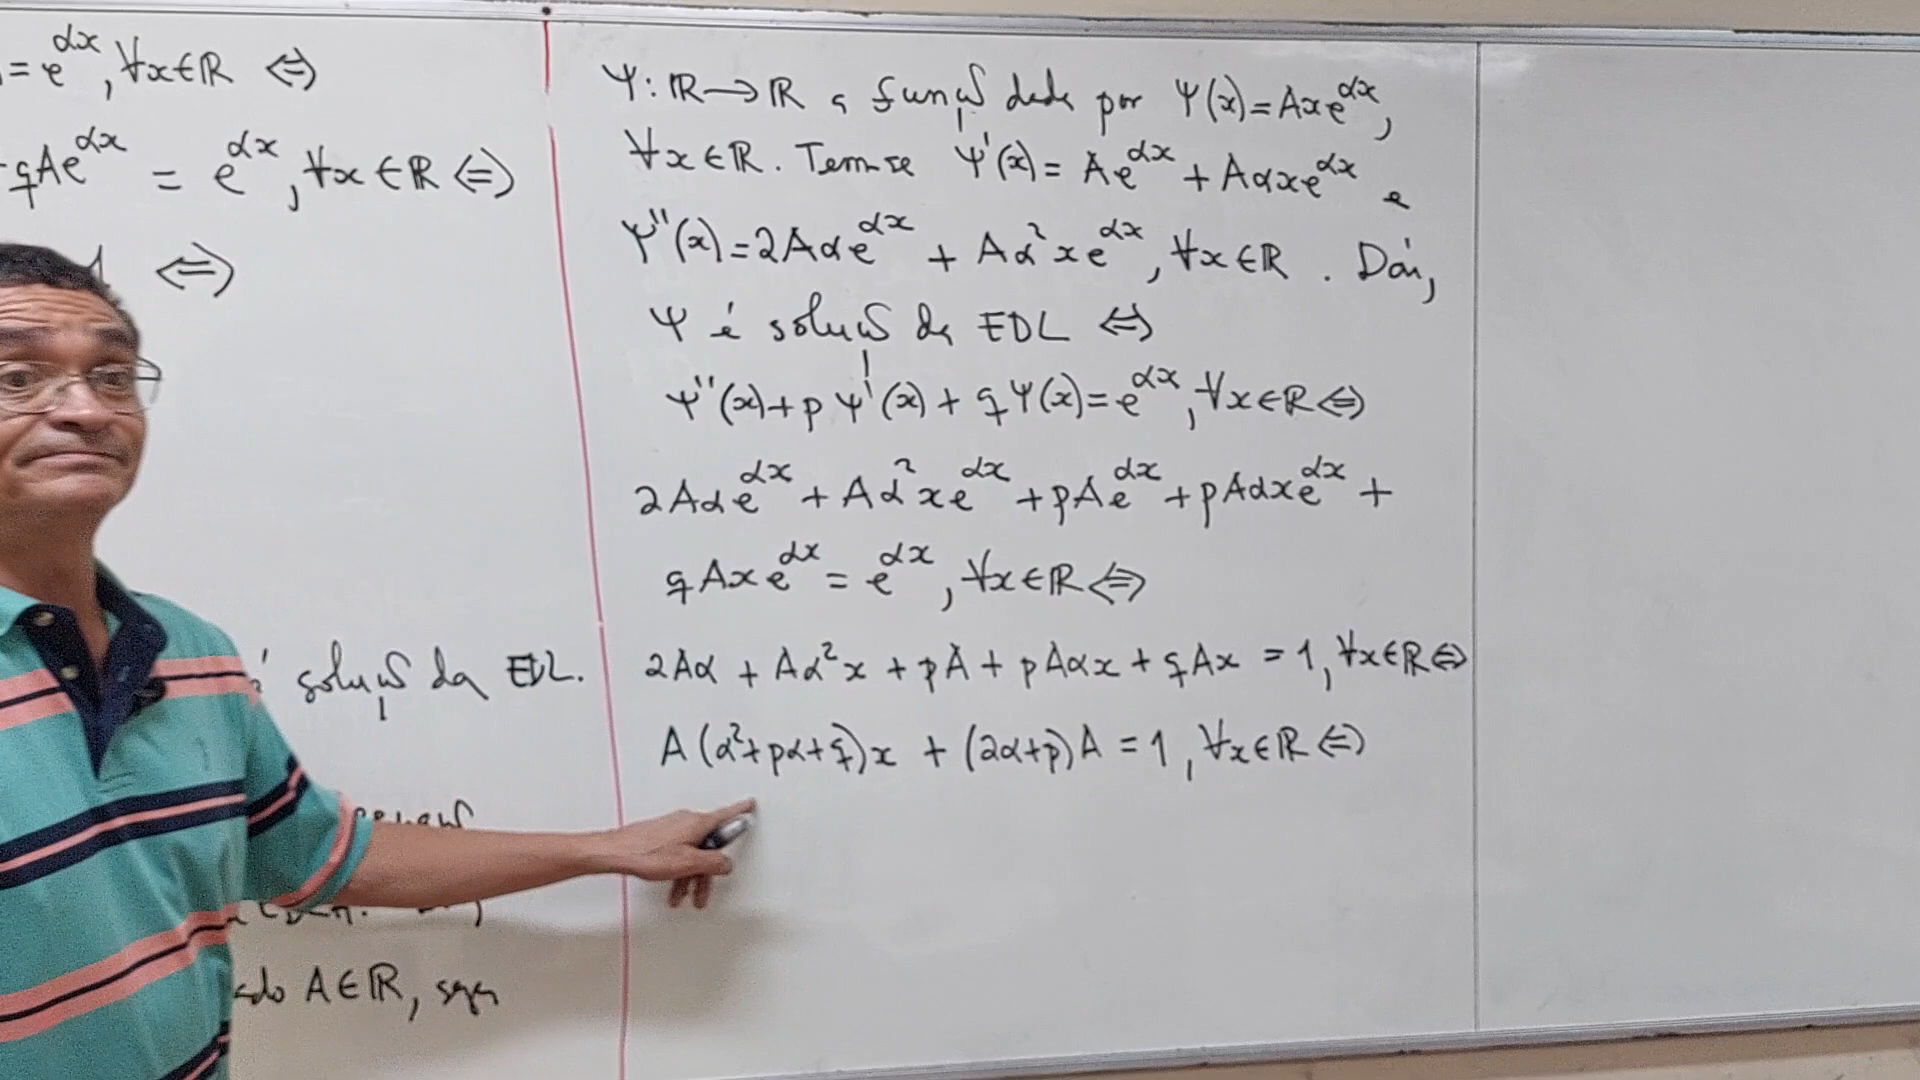 = e^{αx}, ∀x∈ℝ ⇔
qAe^{αx} = e^{αx}, ∀x∈ℝ ⇔
⇔
é solução da EDL.
A∈ℝ, seja
Ψ: ℝ→ℝ a função dada por Ψ(x)=Axe^{αx},
∀x∈ℝ. Tem-se Ψ'(x)= Ae^{αx} + Aαxe^{αx} e
Ψ''(x)=2Aαe^{αx} + Aα²xe^{αx}, ∀x∈ℝ. Daí,
Ψ é solução da EDL ⇔
Ψ''(x)+pΨ'(x)+qΨ(x)=e^{αx}, ∀x∈ℝ ⇔
2Aαe^{αx}+Aα²xe^{αx}+pAe^{αx}+pAαxe^{αx}+
qAxe^{αx} = e^{αx}, ∀x∈ℝ ⇔
2Aα + Aα²x + pA + pAαx + qAx = 1, ∀x∈ℝ ⇔
A(α²+pα+q)x + (2α+p)A = 1, ∀x∈ℝ ⇔